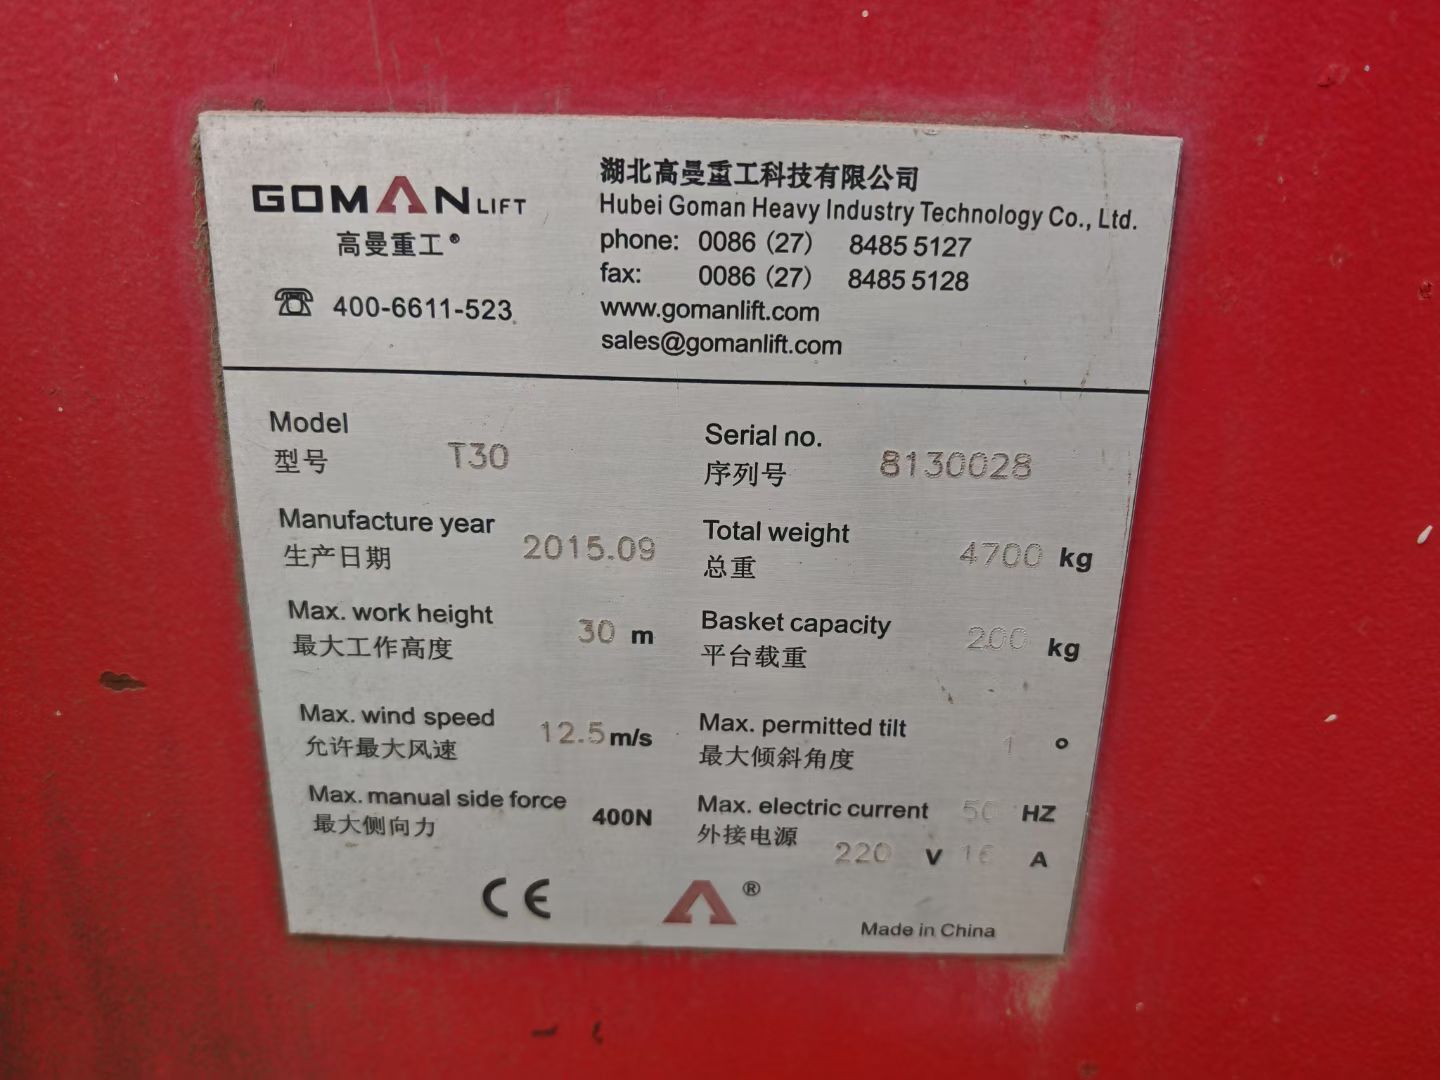 GOMAN LIFT
高曼重工®
☎ 400-6611-523
湖北高曼重工科技有限公司
Hubei Goman Heavy Industry Technology Co., Ltd.
phone: 0086 (27) 8485 5127
fax: 0086 (27) 8485 5128
www.gomanlift.com
sales@gomanlift.com
Model
型号 T30
Serial no.
序列号 8130028
Manufacture year
生产日期 2015.09
Total weight
总重 4700 kg
Max. work height
最大工作高度 30 m
Basket capacity
平台载重 200 kg
Max. wind speed
允许最大风速 12.5 m/s
Max. permitted tilt
最大倾斜角度 1 °
Max. manual side force
最大侧向力 400N
Max. electric current 50 HZ
外接电源 220 V 16 A
CE
®
Made in China